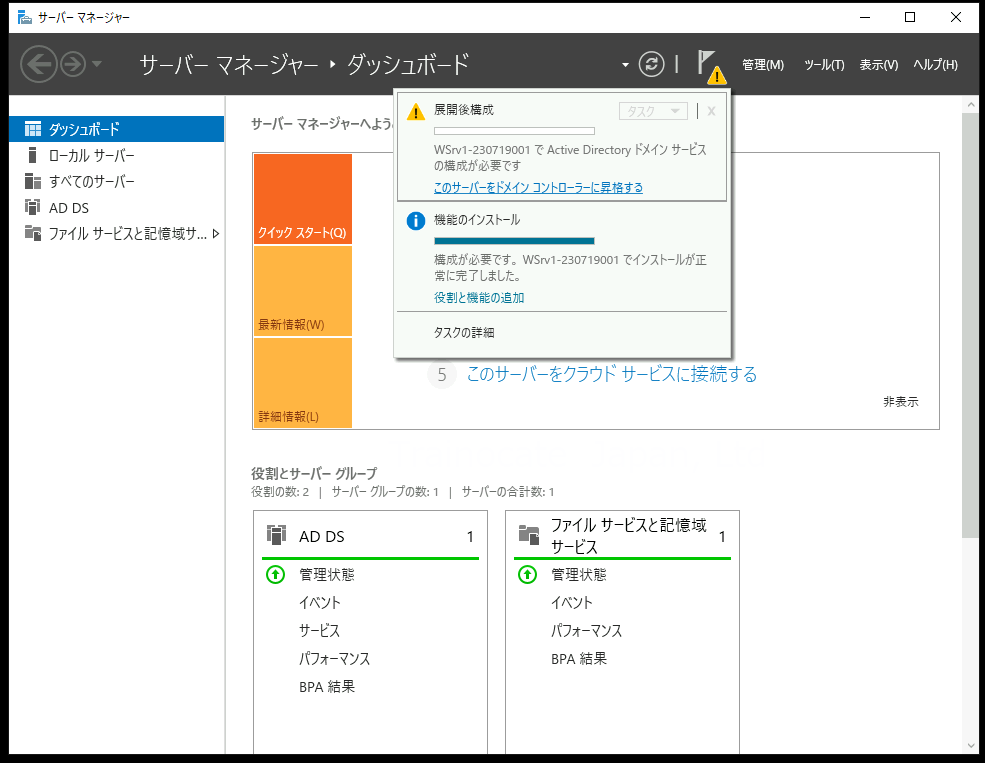 サーバー マネージャー
サーバー マネージャー ・ ダッシュボード
管理(M) ツール(T) 表示(V) ヘルプ(H)
ダッシュボード
ローカル サーバー
すべてのサーバー
AD DS
ファイル サービスと記憶域サ...
サーバー マネージャーへよう
展開後構成
タスク
X
WSrv1-230719001 で Active Directory ドメイン サービス
の構成が必要です
このサーバーをドメイン コントローラーに昇格する
機能のインストール
構成が必要です。WSrv1-230719001 でインストールが正
常に完了しました。
役割と機能の追加
タスクの詳細
クイック スタート(Q)
最新情報(W)
詳細情報(L)
5 このサーバーをクラウド サービスに接続する
非表示
役割とサーバー グループ
役割の数: 2 | サーバー グループの数: 1 | サーバーの合計数: 1
AD DS 1
管理状態
イベント
サービス
パフォーマンス
BPA 結果
ファイル サービスと記憶域
サービス 1
管理状態
イベント
パフォーマンス
BPA 結果